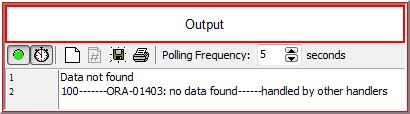 Output
Polling Frequency: 5 seconds
1 Data not found
2 100-------ORA-01403: no data found------handled by other handlers